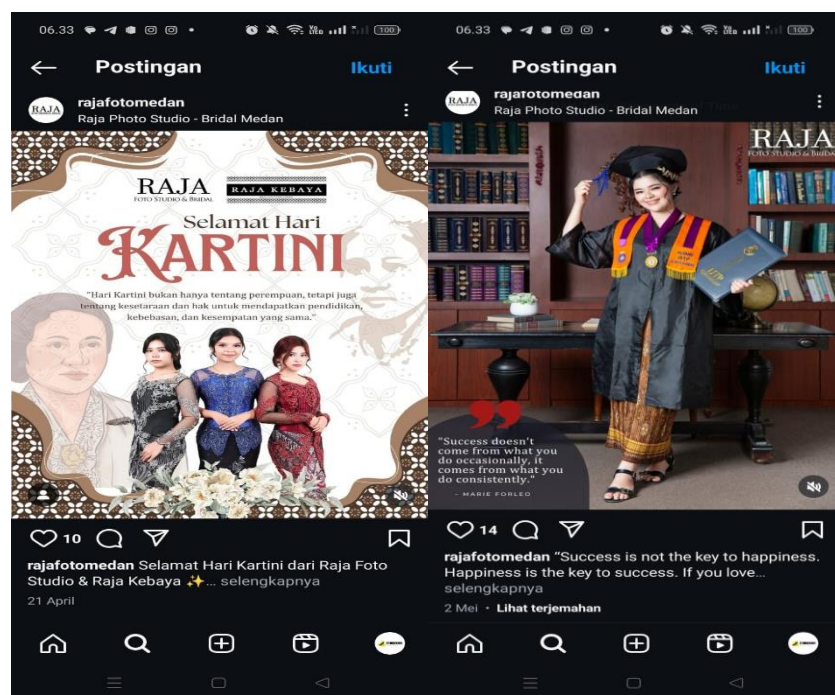 06.33
100
Postingan
Ikuti
RAJA
rajafotomedan
Raja Photo Studio - Bridal Medan
RAJA
FOTO STUDIO & BRIDAL
RAJA KEBAYA
Selamat Hari
KARTINI
"Hari Kartini bukan hanya tentang perempuan, tetapi juga
tentang kesetaraan dan hak untuk mendapatkan pendidikan,
kebebasan, dan kesempatan yang sama."
10
rajafotomedan Selamat Hari Kartini dari Raja Foto
Studio & Raja Kebaya ✨... selengkapnya
21 April
06.33
100
Postingan
Ikuti
RAJA
rajafotomedan
Raja Photo Studio - Bridal Medan
RAJA
FOTO STUDIO & BRIDAL
"Success doesn't
come from what you
do occasionally, it
comes from what you
do consistently."
- MARIE FORLEO
14
rajafotomedan "Success is not the key to happiness.
Happiness is the key to success. If you love...
selengkapnya
2 Mei • Lihat terjemahan